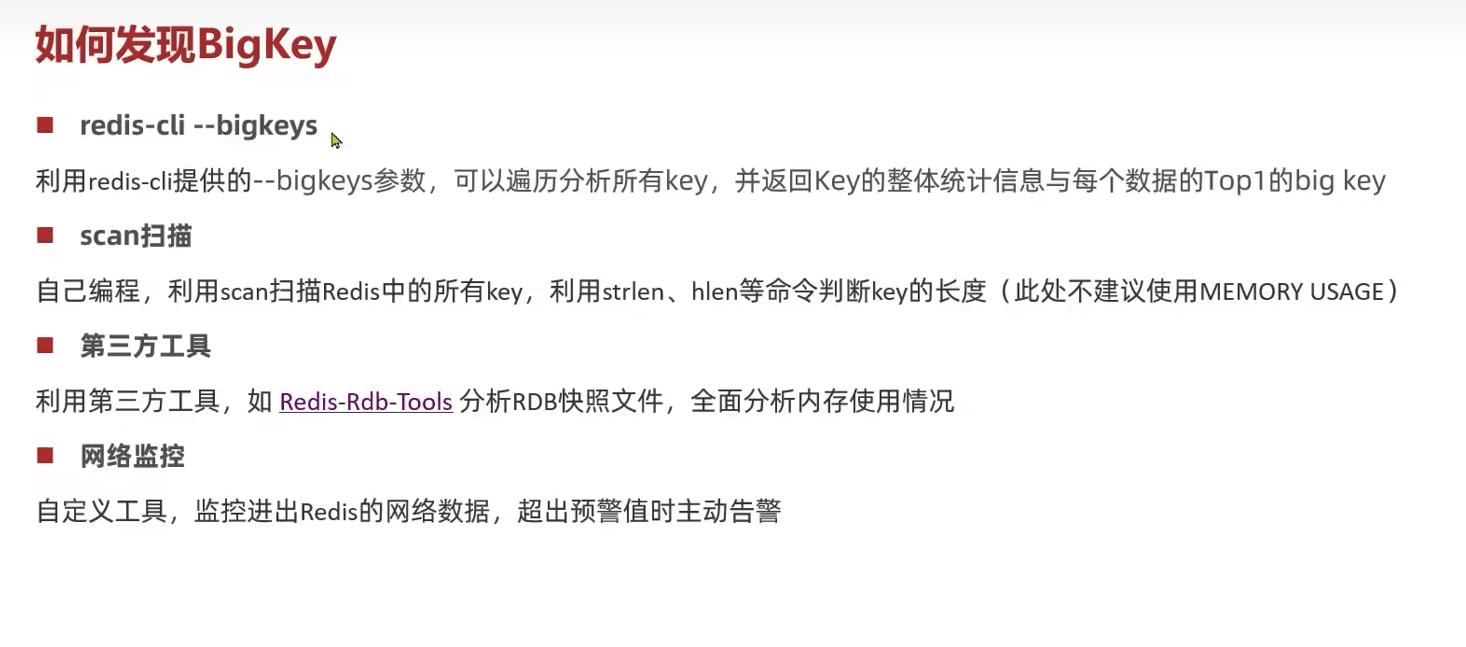 如何发现BigKey
redis-cli --bigkeys
利用redis-cli提供的--bigkeys参数，可以遍历分析所有key，并返回Key的整体统计信息与每个数据的Top1的big key
scan扫描
自己编程，利用scan扫描Redis中的所有key，利用strlen、hlen等命令判断key的长度（此处不建议使用MEMORY USAGE）
第三方工具
利用第三方工具，如 Redis-Rdb-Tools 分析RDB快照文件，全面分析内存使用情况
网络监控
自定义工具，监控进出Redis的网络数据，超出预警值时主动告警